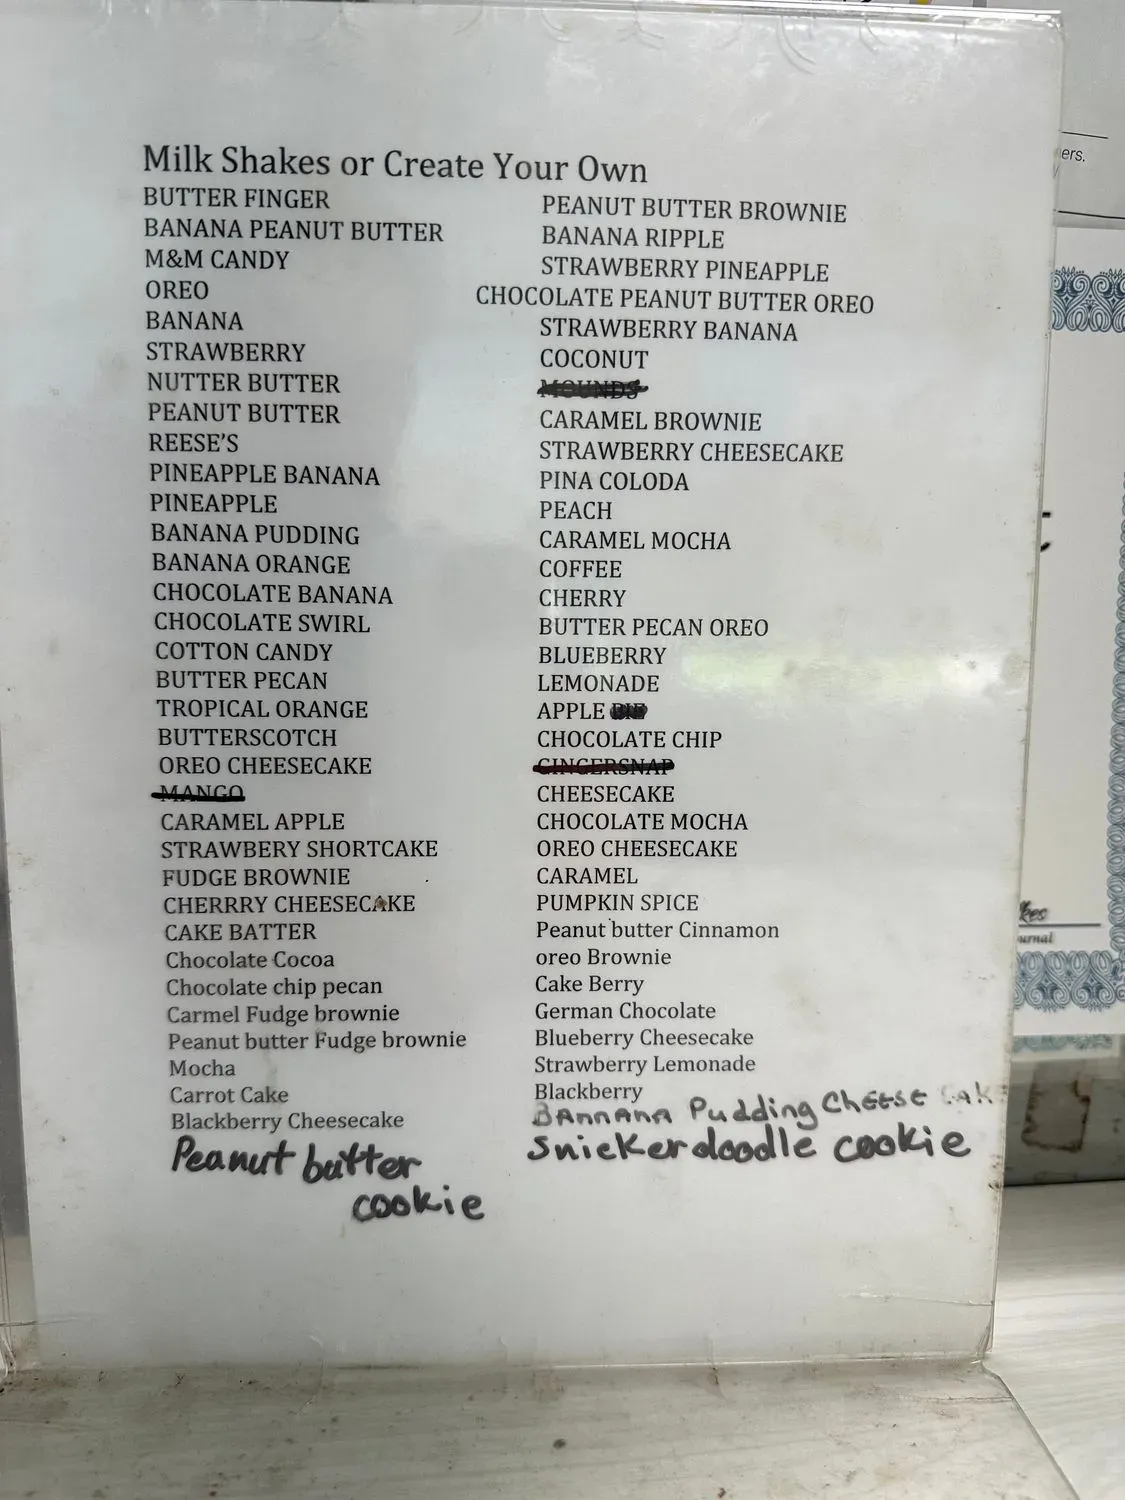 Milk Shakes or Create Your Own
BUTTER FINGER
BANANA PEANUT BUTTER
M&M CANDY
OREO
BANANA
STRAWBERRY
NUTTER BUTTER
PEANUT BUTTER
REESE'S
PINEAPPLE BANANA
PINEAPPLE
BANANA PUDDING
BANANA ORANGE
CHOCOLATE BANANA
CHOCOLATE SWIRL
COTTON CANDY
BUTTER PECAN
TROPICAL ORANGE
BUTTERSCOTCH
OREO CHEESECAKE
MANGO
CARAMEL APPLE
STRAWBERY SHORTCAKE
FUDGE BROWNIE
CHERRRY CHEESECAKE
CAKE BATTER
Chocolate Cocoa
Chocolate chip pecan
Carmel Fudge brownie
Peanut butter Fudge brownie
Mocha
Carrot Cake
Blackberry Cheesecake
Peanut butter
cookie
PEANUT BUTTER BROWNIE
BANANA RIPPLE
STRAWBERRY PINEAPPLE
CHOCOLATE PEANUT BUTTER OREO
STRAWBERRY BANANA
COCONUT
MOUNDS
CARAMEL BROWNIE
STRAWBERRY CHEESECAKE
PINA COLODA
PEACH
CARAMEL MOCHA
COFFEE
CHERRY
BUTTER PECAN OREO
BLUEBERRY
LEMONADE
APPLE PIE
CHOCOLATE CHIP
GINGERSNAP
CHEESECAKE
CHOCOLATE MOCHA
OREO CHEESECAKE
CARAMEL
PUMPKIN SPICE
Peanut butter Cinnamon
oreo Brownie
Cake Berry
German Chocolate
Blueberry Cheesecake
Strawberry Lemonade
Blackberry
BAnnAnA Pudding CheEse CAKE
Snickerdoodle cookie
ers.
kes
ournal